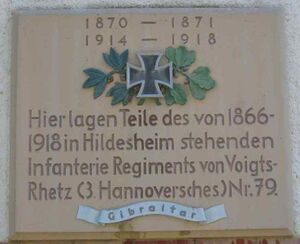 1870 — 1871
1914 — 1918
Hier lagen Teile des von 1866-
1918 in Hildesheim stehenden
Infanterie Regiments von Voigts-
Rhetz (3. Hannoversches) Nr. 79.
Gibraltar